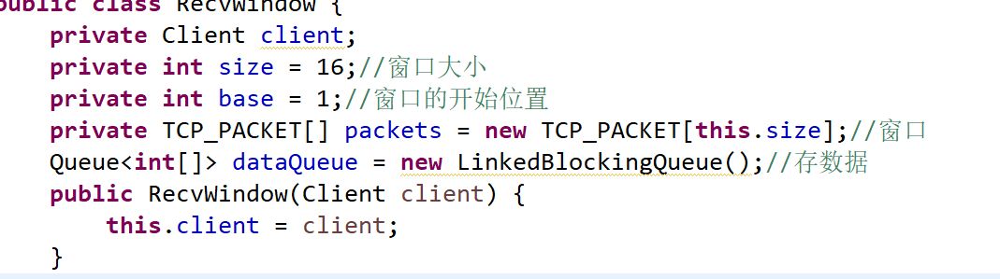 public class RecvWindow {
    private Client client;
    private int size = 16;//窗口大小
    private int base = 1;//窗口的开始位置
    private TCP_PACKET[] packets = new TCP_PACKET[this.size];//窗口
    Queue<int[]> dataQueue = new LinkedBlockingQueue();//存数据
    public RecvWindow(Client client) {
        this.client = client;
    }